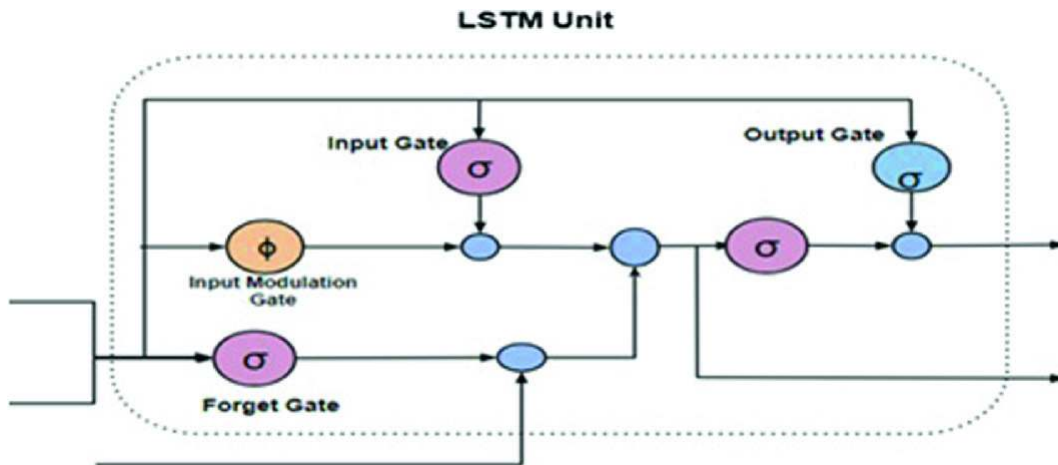 LSTM Unit
Input Gate
σ
Output Gate
σ
ϕ
σ
Input Modulation
Gate
σ
Forget Gate